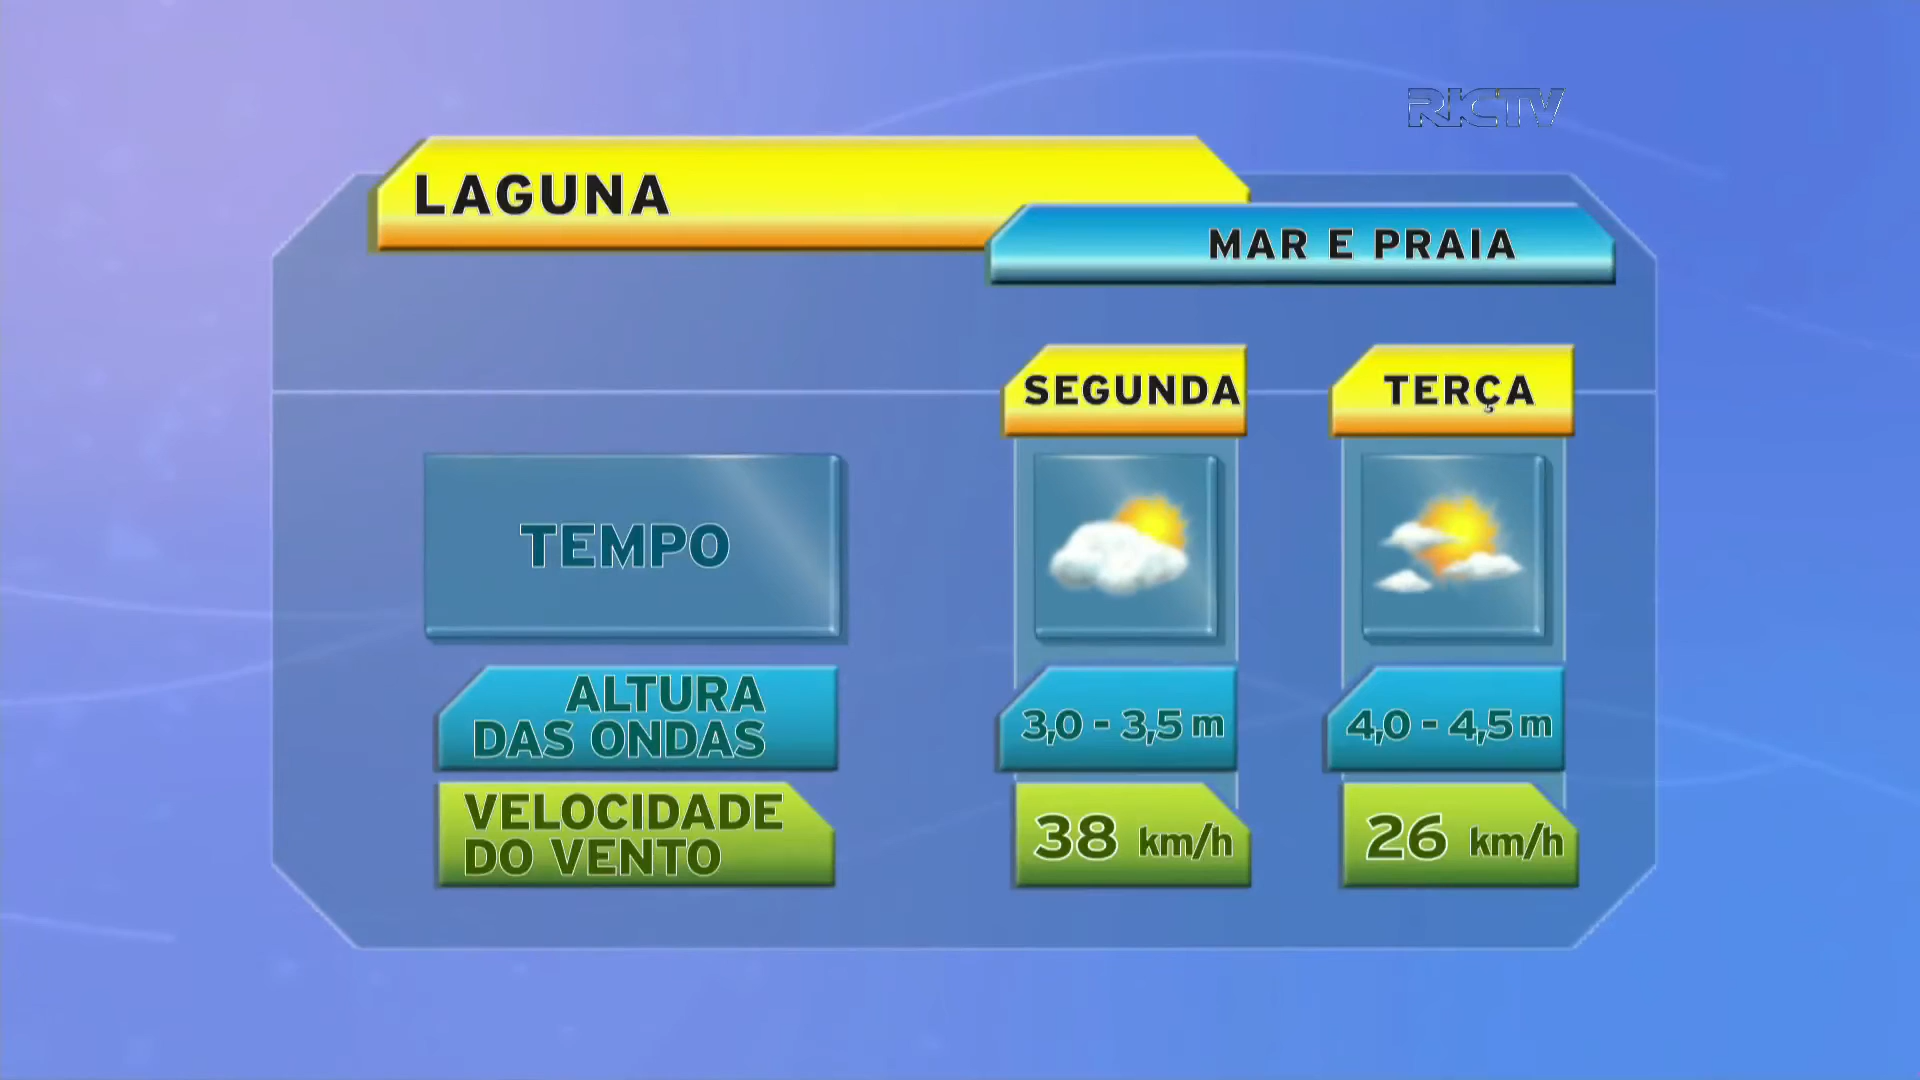 RICTV
LAGUNA
MAR E PRAIA
SEGUNDA
TERÇA
TEMPO
ALTURA
DAS ONDAS
3,0 - 3,5 m
4,0 - 4,5 m
VELOCIDADE
DO VENTO
38 km/h
26 km/h